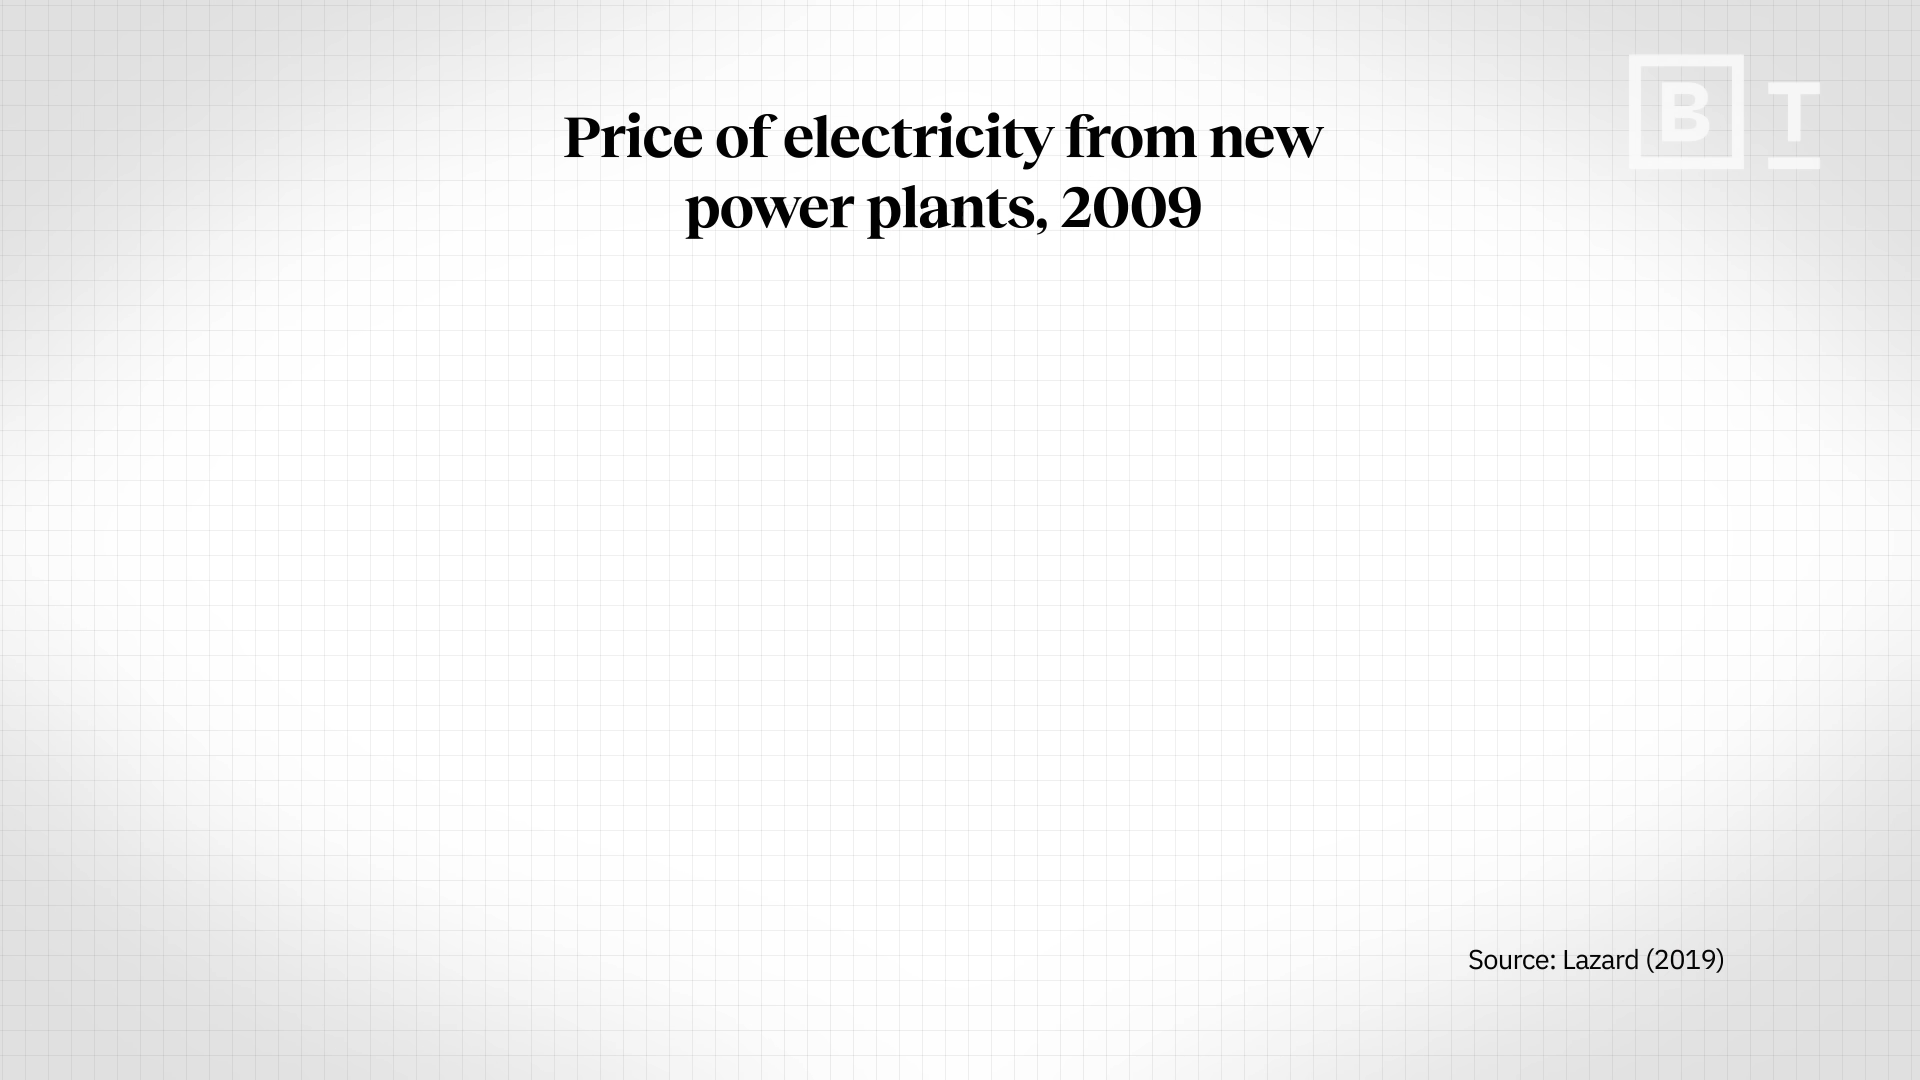 B T
Price of electricity from new
power plants, 2009
Source: Lazard (2019)